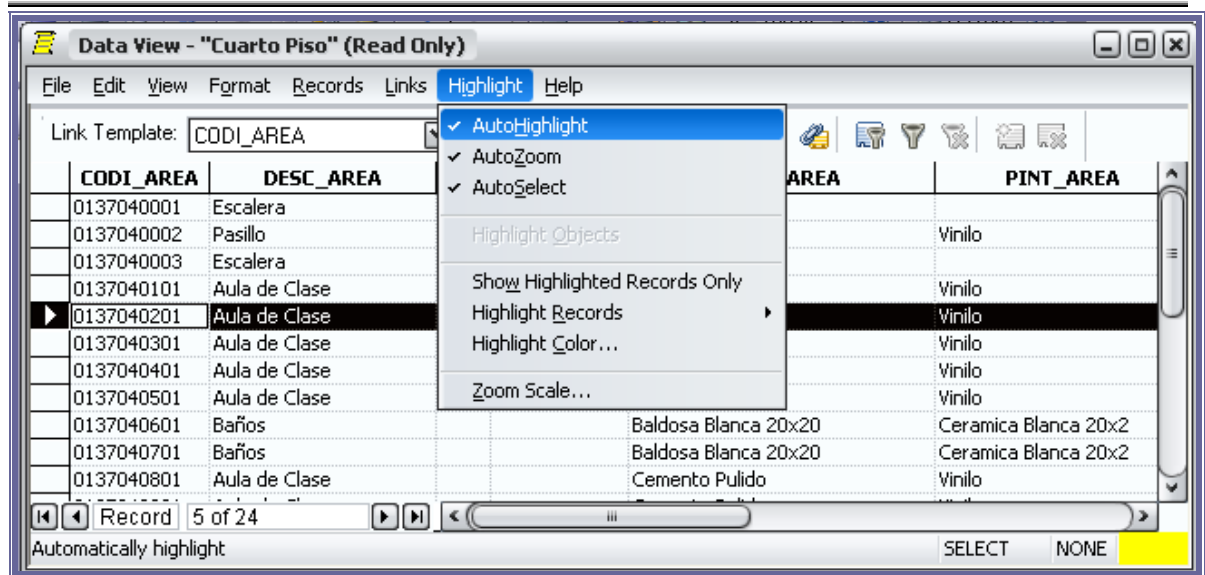 Data View - "Cuarto Piso" (Read Only)
File Edit View Format Records Links Highlight Help
Link Template: CODI_AREA
AutoHighlight
AutoZoom
AutoSelect
Highlight Objects
Show Highlighted Records Only
Highlight Records
Highlight Color...
Zoom Scale...
CODI_AREA DESC_AREA AREA PINT_AREA
0137040001 Escalera
0137040002 Pasillo Vinilo
0137040003 Escalera
0137040101 Aula de Clase Vinilo
0137040201 Aula de Clase Vinilo
0137040301 Aula de Clase Vinilo
0137040401 Aula de Clase Vinilo
0137040501 Aula de Clase Vinilo
0137040601 Baños Baldosa Blanca 20x20 Ceramica Blanca 20x2
0137040701 Baños Baldosa Blanca 20x20 Ceramica Blanca 20x2
0137040801 Aula de Clase Cemento Pulido Vinilo
Record 5 of 24
Automatically highlight SELECT NONE